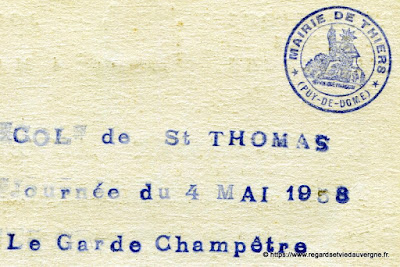 MAIRIE DE THIERS
(PUY-DE-DOME)
COL de St THOMAS
Journée du 4 MAI 1958
Le Garde Champêtre
© https://www.regardsetviedauvergne.fr